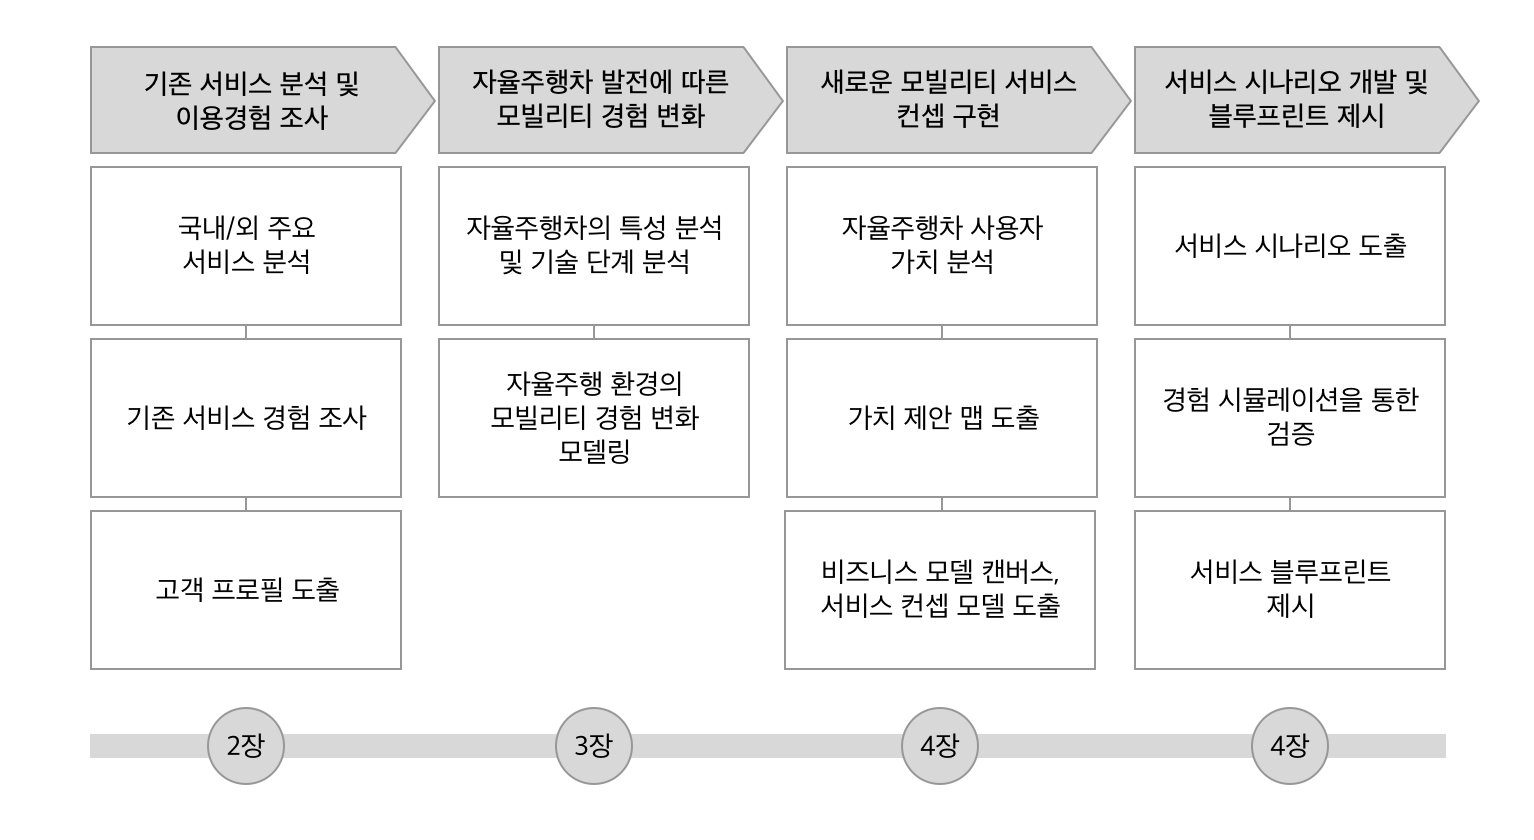 기존 서비스 분석 및
이용경험 조사
자율주행차 발전에 따른
모빌리티 경험 변화
새로운 모빌리티 서비스
컨셉 구현
서비스 시나리오 개발 및
블루프린트 제시
국내/외 주요
서비스 분석
자율주행차의 특성 분석
및 기술 단계 분석
자율주행차 사용자
가치 분석
서비스 시나리오 도출
기존 서비스 경험 조사
자율주행 환경의
모빌리티 경험 변화
모델링
가치 제안 맵 도출
경험 시뮬레이션을 통한
검증
고객 프로필 도출
비즈니스 모델 캔버스,
서비스 컨셉 모델 도출
서비스 블루프린트
제시
2장
3장
4장
4장